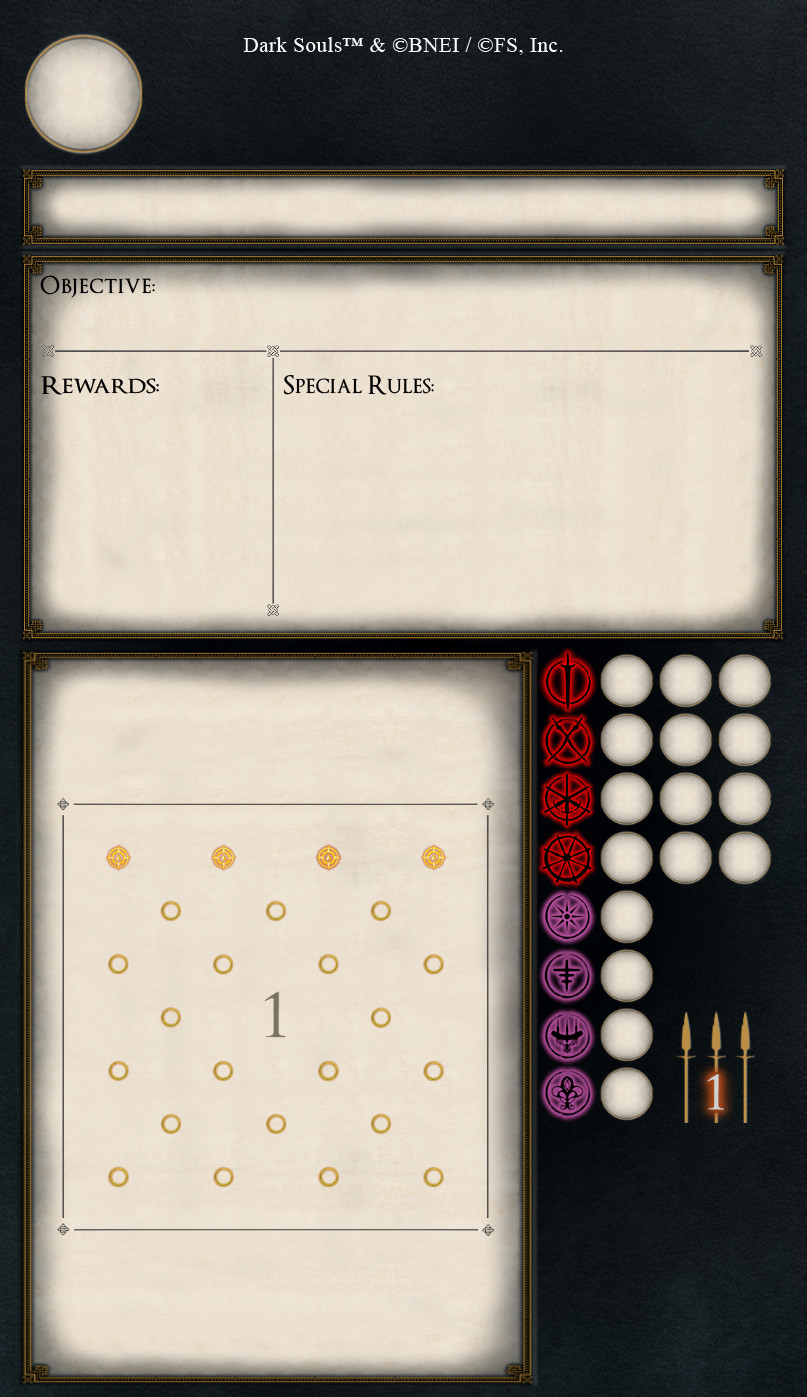 Dark Souls™ & ©BNEI / ©FS, Inc.
Objective:
Rewards:
Special Rules:
1
1